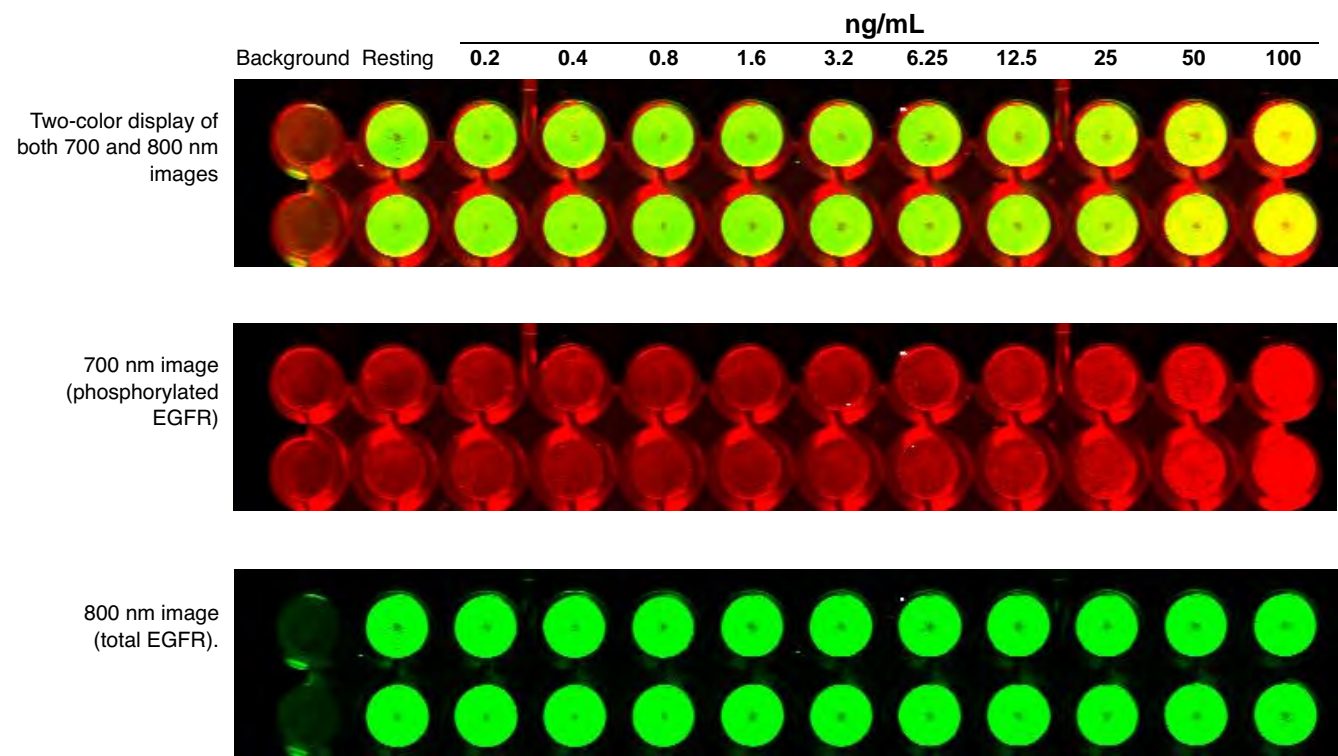 ng/mL
Background Resting 0.2 0.4 0.8 1.6 3.2 6.25 12.5 25 50 100
Two-color display of
both 700 and 800 nm
images
700 nm image
(phosphorylated
EGFR)
800 nm image
(total EGFR).